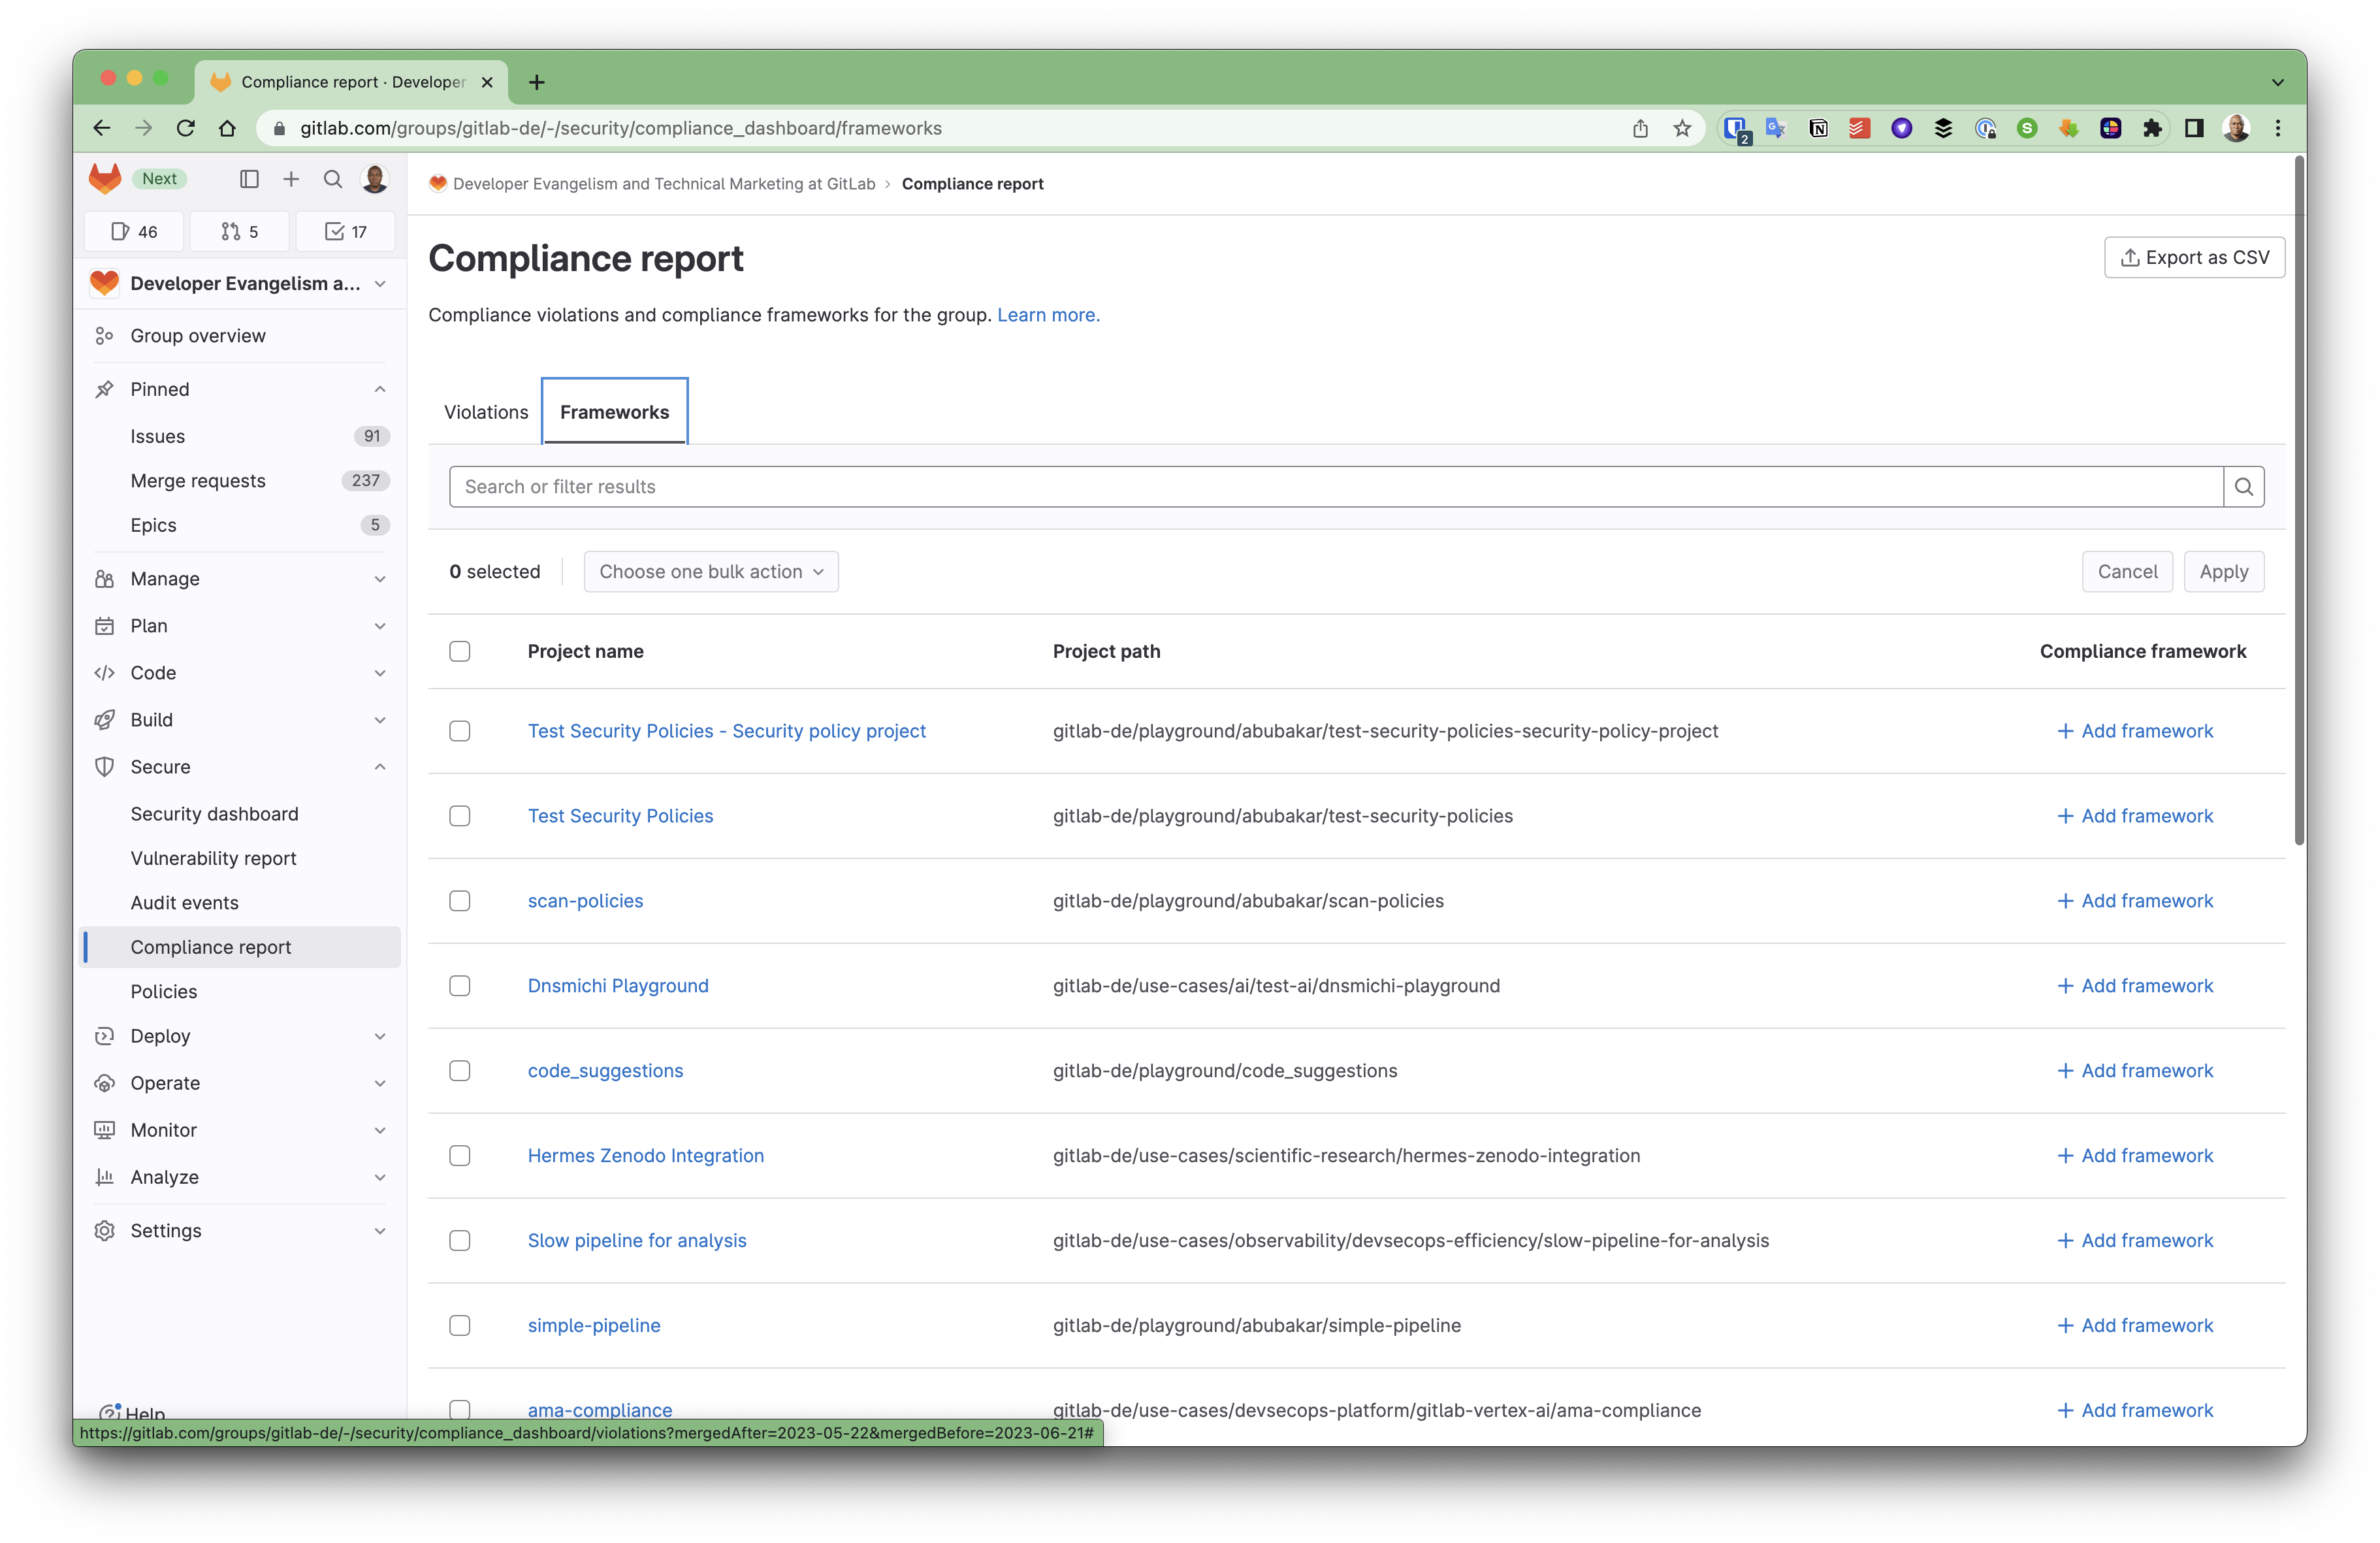 Compliance report · Developer
gitlab.com/groups/gitlab-de/-/security/compliance_dashboard/frameworks
2
N
S
Next
46
5
17
Developer Evangelism a...
Group overview
Pinned
Issues 91
Merge requests 237
Epics 5
Manage
Plan
Code
Build
Secure
Security dashboard
Vulnerability report
Audit events
Compliance report
Policies
Deploy
Operate
Monitor
Analyze
Settings
Help
Developer Evangelism and Technical Marketing at GitLab › Compliance report
Compliance report
Export as CSV
Compliance violations and compliance frameworks for the group. Learn more.
Violations
Frameworks
Search or filter results
0 selected
Choose one bulk action
Cancel
Apply
Project name Project path Compliance framework
Test Security Policies - Security policy project gitlab-de/playground/abubakar/test-security-policies-security-policy-project + Add framework
Test Security Policies gitlab-de/playground/abubakar/test-security-policies + Add framework
scan-policies gitlab-de/playground/abubakar/scan-policies + Add framework
Dnsmichi Playground gitlab-de/use-cases/ai/test-ai/dnsmichi-playground + Add framework
code_suggestions gitlab-de/playground/code_suggestions + Add framework
Hermes Zenodo Integration gitlab-de/use-cases/scientific-research/hermes-zenodo-integration + Add framework
Slow pipeline for analysis gitlab-de/use-cases/observability/devsecops-efficiency/slow-pipeline-for-analysis + Add framework
simple-pipeline gitlab-de/playground/abubakar/simple-pipeline + Add framework
ama-compliance gitlab-de/use-cases/devsecops-platform/gitlab-vertex-ai/ama-compliance + Add framework
https://gitlab.com/groups/gitlab-de/-/security/compliance_dashboard/violations?mergedAfter=2023-05-22&mergedBefore=2023-06-21#